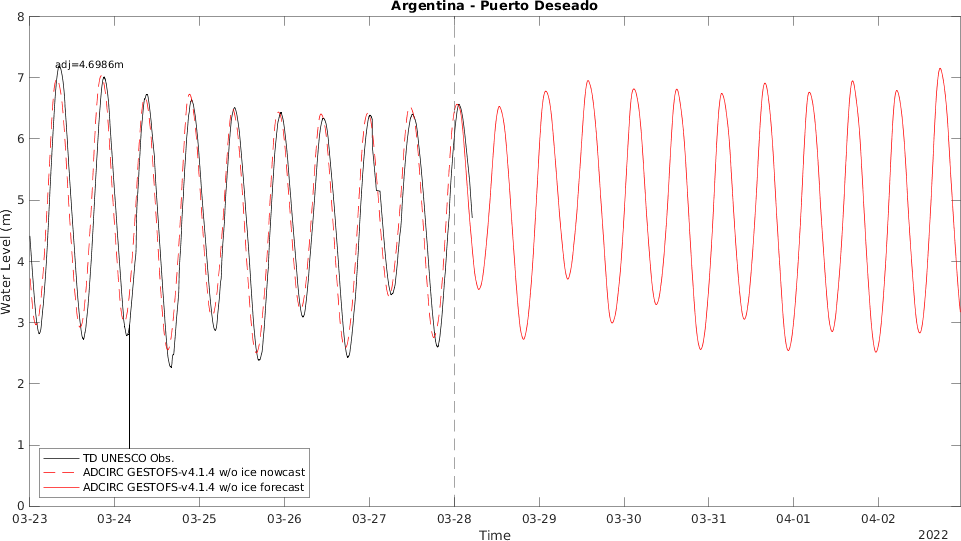 Argentina - Puerto Deseado
8
adj=4.6986m
7
6
5
4
3
2
1
0
Water Level (m)
TD UNESCO Obs.
ADCIRC GESTOFS-v4.1.4 w/o ice nowcast
ADCIRC GESTOFS-v4.1.4 w/o ice forecast
03-23 03-24 03-25 03-26 03-27 03-28 03-29 03-30 03-31 04-01 04-02
Time
2022